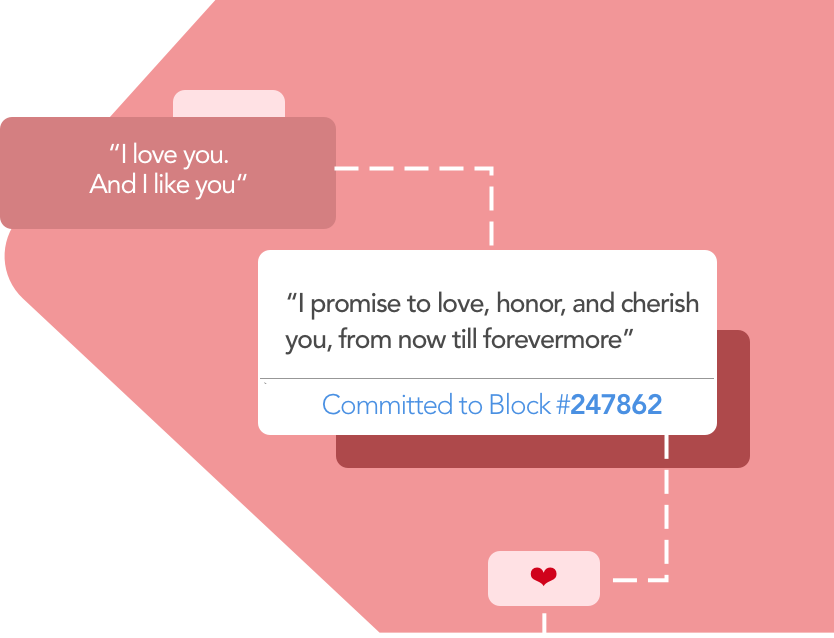 “I love you.
And I like you“
“I promise to love, honor, and cherish
you, from now till forevermore”
Committed to Block #247862